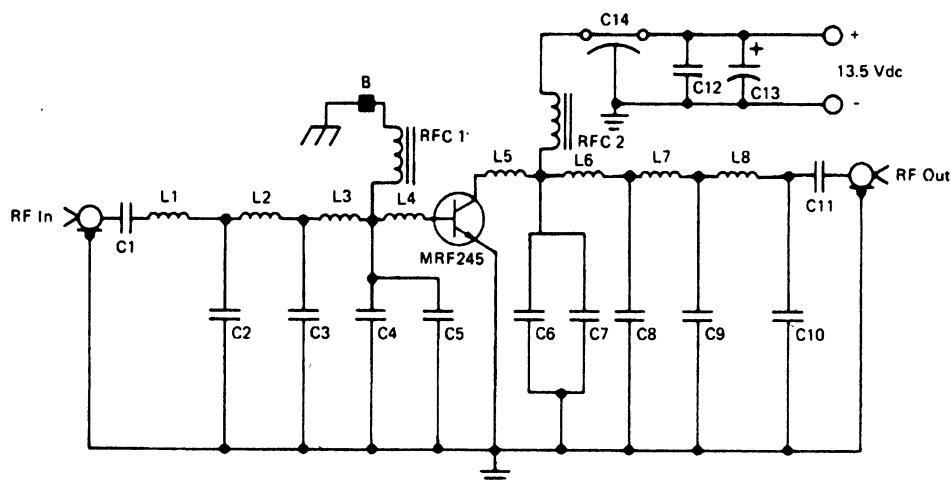 C14
+
+
13.5 Vdc
C12
C13
-
B
RFC 1
RFC 2
L5
L6
L7
L8
RF Out
C11
RF In
C1
L1
L2
L3
L4
MRF245
C2
C3
C4
C5
C6
C7
C8
C9
C10